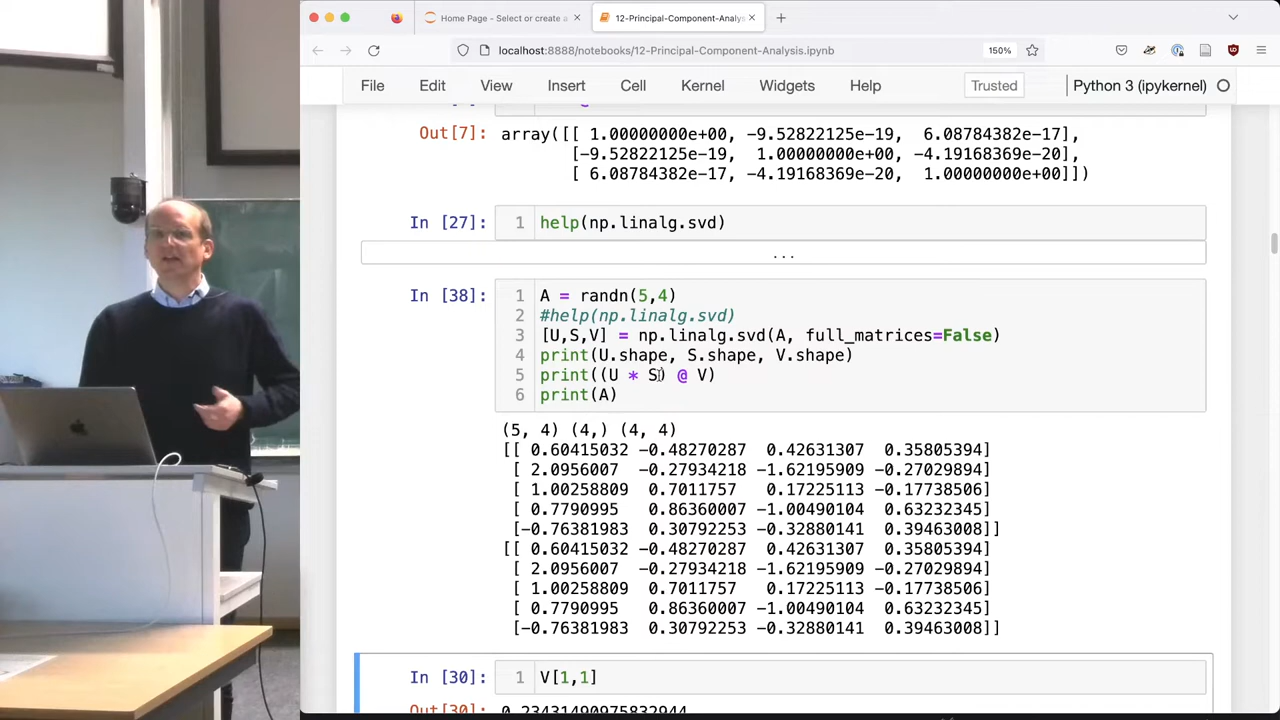 Home Page - Select or create a
12-Principal-Component-Analys
localhost:8888/notebooks/12-Principal-Component-Analysis.ipynb
150%
File Edit View Insert Cell Kernel Widgets Help Trusted Python 3 (ipykernel)
Out[7]: array([[ 1.00000000e+00, -9.52822125e-19, 6.08784382e-17],
[-9.52822125e-19, 1.00000000e+00, -4.19168369e-20],
[ 6.08784382e-17, -4.19168369e-20, 1.00000000e+00]])
In [27]: 1 help(np.linalg.svd)
...
In [38]: 1 A = randn(5,4)
2 #help(np.linalg.svd)
3 [U,S,V] = np.linalg.svd(A, full_matrices=False)
4 print(U.shape, S.shape, V.shape)
5 print((U * S) @ V)
6 print(A)
(5, 4) (4,) (4, 4)
[[ 0.60415032 -0.48270287 0.42631307 0.35805394]
[ 2.0956007 -0.27934218 -1.62195909 -0.27029894]
[ 1.00258809 0.7011757 0.17225113 -0.17738506]
[ 0.7790995 0.86360007 -1.00490104 0.63232345]
[-0.76381983 0.30792253 -0.32880141 0.39463008]]
[[ 0.60415032 -0.48270287 0.42631307 0.35805394]
[ 2.0956007 -0.27934218 -1.62195909 -0.27029894]
[ 1.00258809 0.7011757 0.17225113 -0.17738506]
[ 0.7790995 0.86360007 -1.00490104 0.63232345]
[-0.76381983 0.30792253 -0.32880141 0.39463008]]
In [30]: 1 V[1,1]
Out[30]: 0.23431490975832944